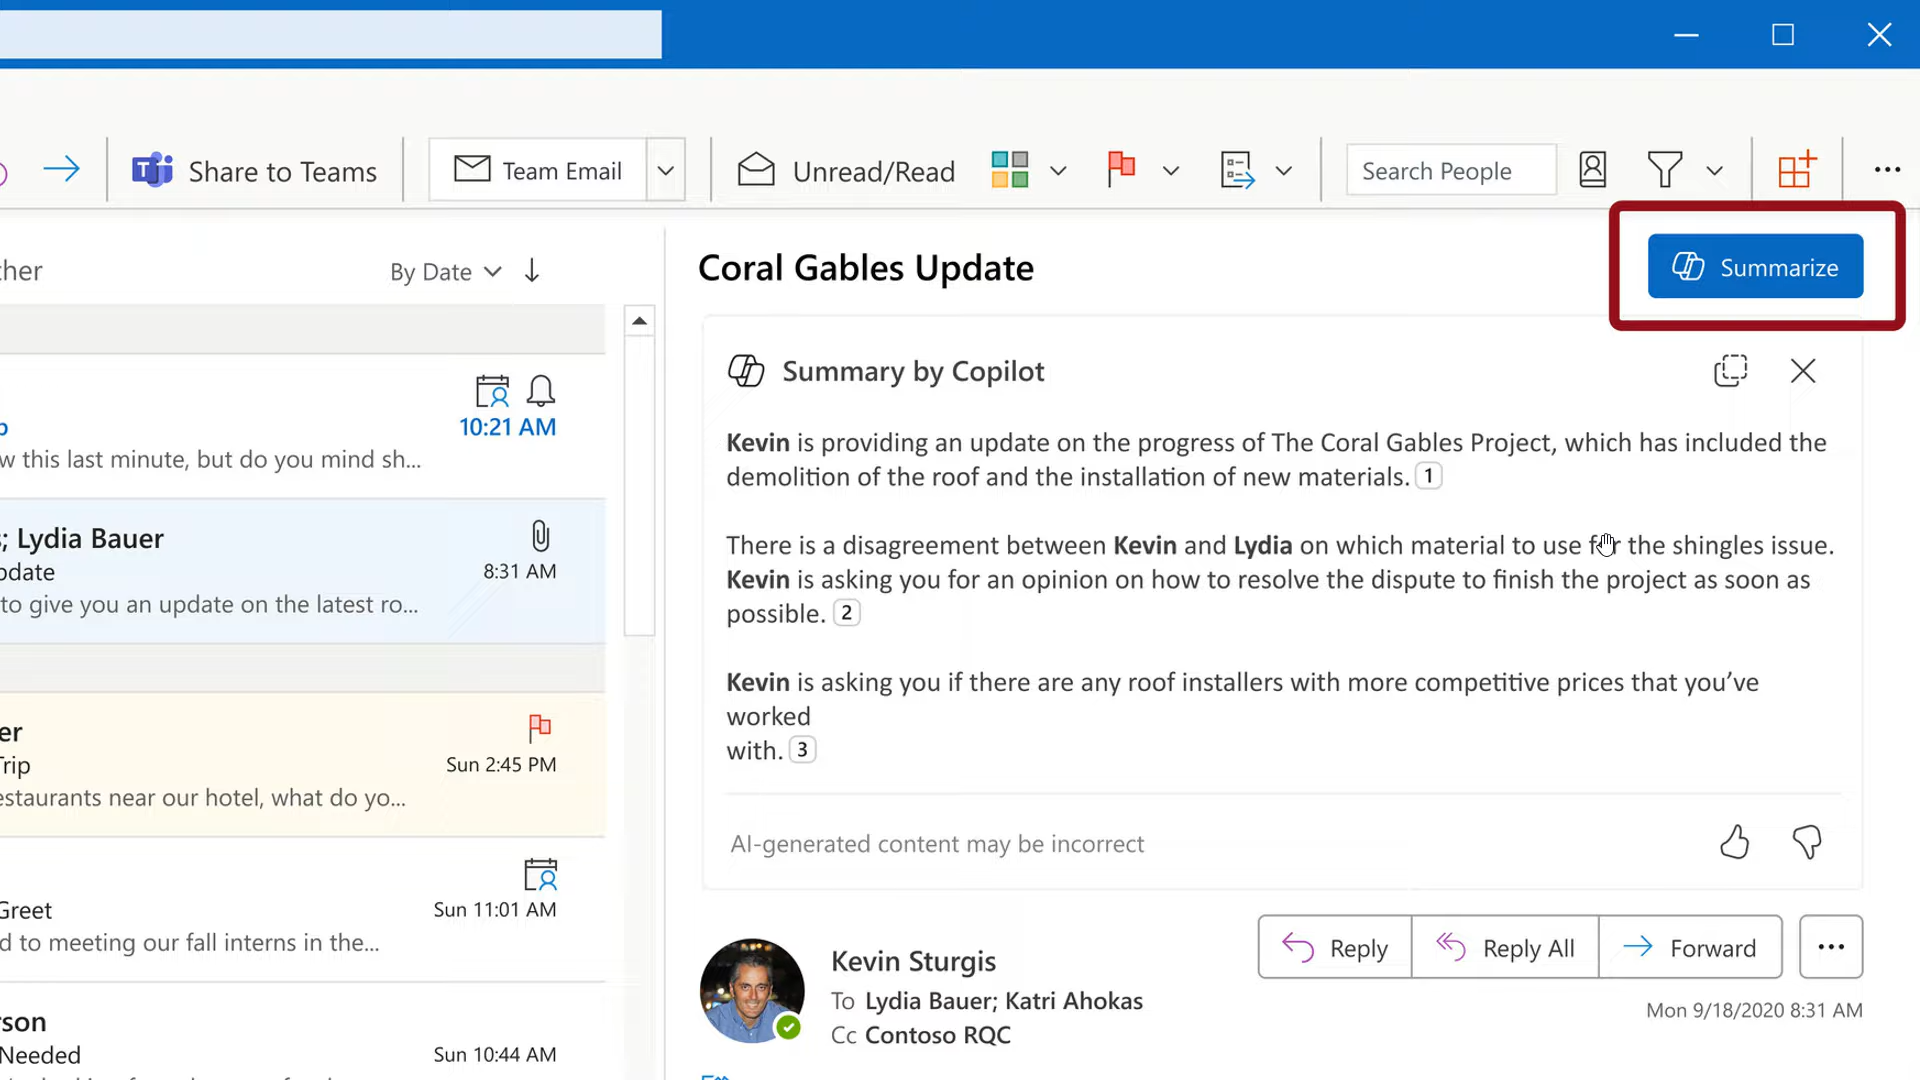 Share to Teams
Team Email
Unread/Read
Search People
...
ther
By Date
Coral Gables Update
Summarize
Summary by Copilot
10:21 AM
w this last minute, but do you mind sh...
Kevin is providing an update on the progress of The Coral Gables Project, which has included the
demolition of the roof and the installation of new materials. 1
; Lydia Bauer
pdate
8:31 AM
to give you an update on the latest ro...
There is a disagreement between Kevin and Lydia on which material to use for the shingles issue.
Kevin is asking you for an opinion on how to resolve the dispute to finish the project as soon as
possible. 2
er
Trip
Sun 2:45 PM
estaurants near our hotel, what do yo...
Kevin is asking you if there are any roof installers with more competitive prices that you’ve
worked
with. 3
AI-generated content may be incorrect
Greet
Sun 11:01 AM
d to meeting our fall interns in the...
Reply
Reply All
Forward
...
Kevin Sturgis
To Lydia Bauer; Katri Ahokas
Cc Contoso RQC
Mon 9/18/2020 8:31 AM
rson
Needed
Sun 10:44 AM